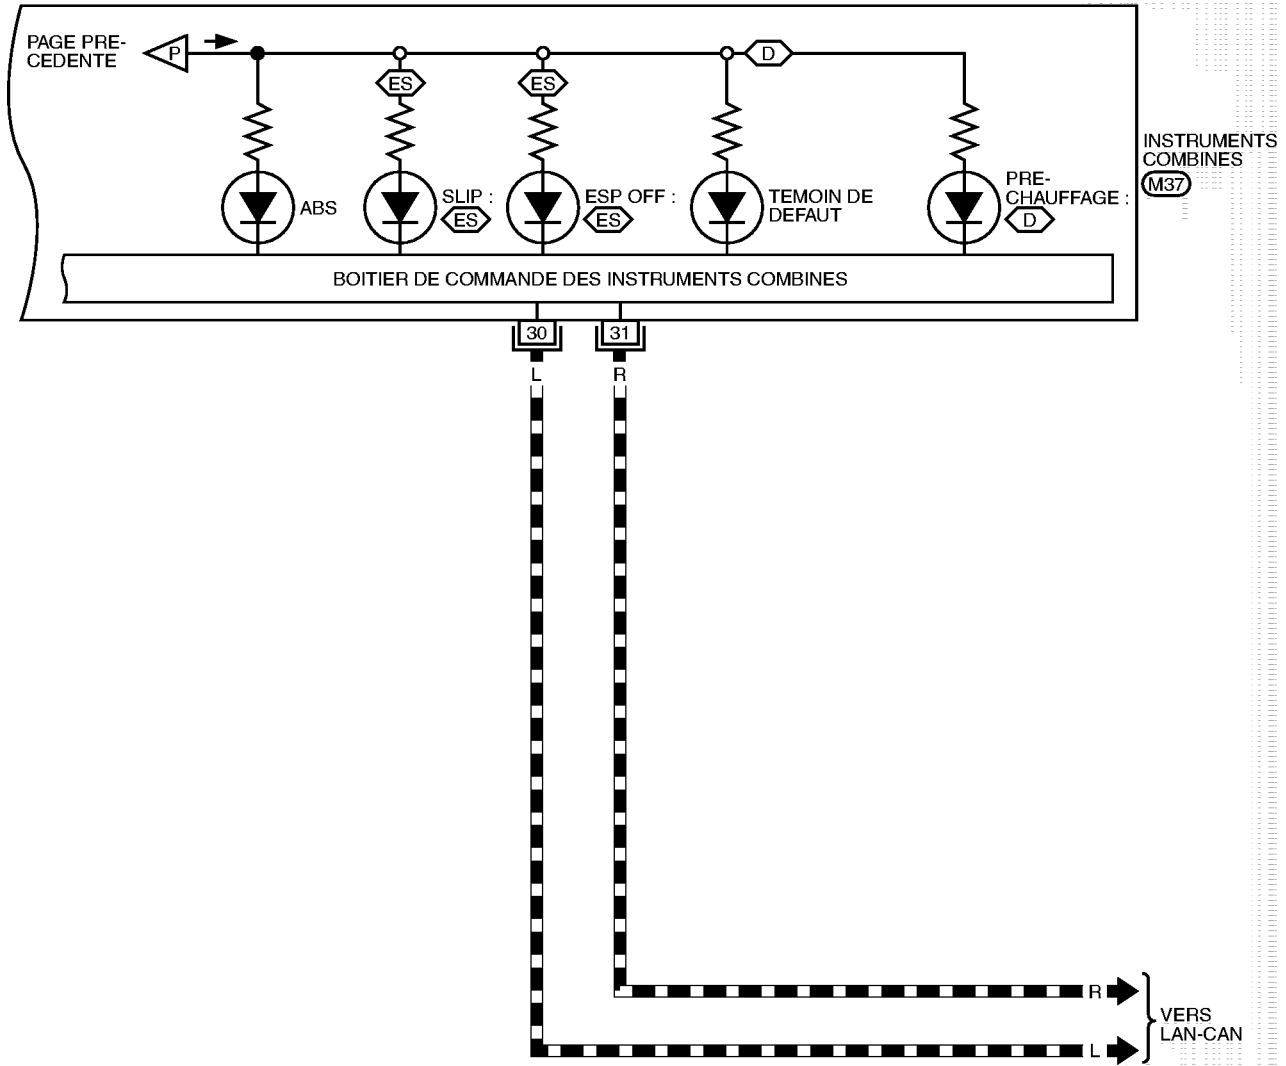 PAGE PRE-
CEDENTE
P
D
ES
ES
INSTRUMENTS
COMBINES
M37
ABS
SLIP :
ES
ESP OFF :
ES
TEMOIN DE
DEFAUT
PRE-
CHAUFFAGE :
D
BOITIER DE COMMANDE DES INSTRUMENTS COMBINES
30
31
L
R
R
L
VERS
LAN-CAN